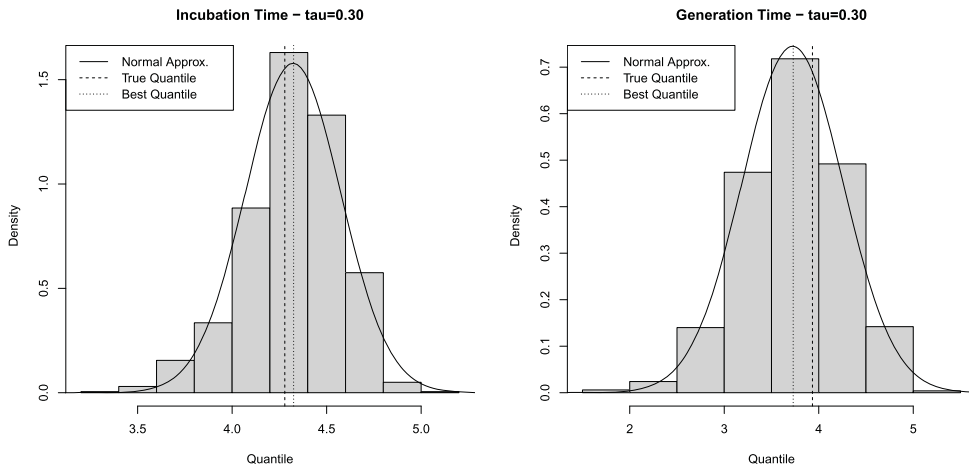 Incubation Time − tau=0.30
Normal Approx.
True Quantile
Best Quantile
Density
0.0
0.5
1.0
1.5
3.5 4.0 4.5 5.0
Quantile
Generation Time − tau=0.30
Normal Approx.
True Quantile
Best Quantile
Density
0.0
0.1
0.2
0.3
0.4
0.5
0.6
0.7
2 3 4 5
Quantile